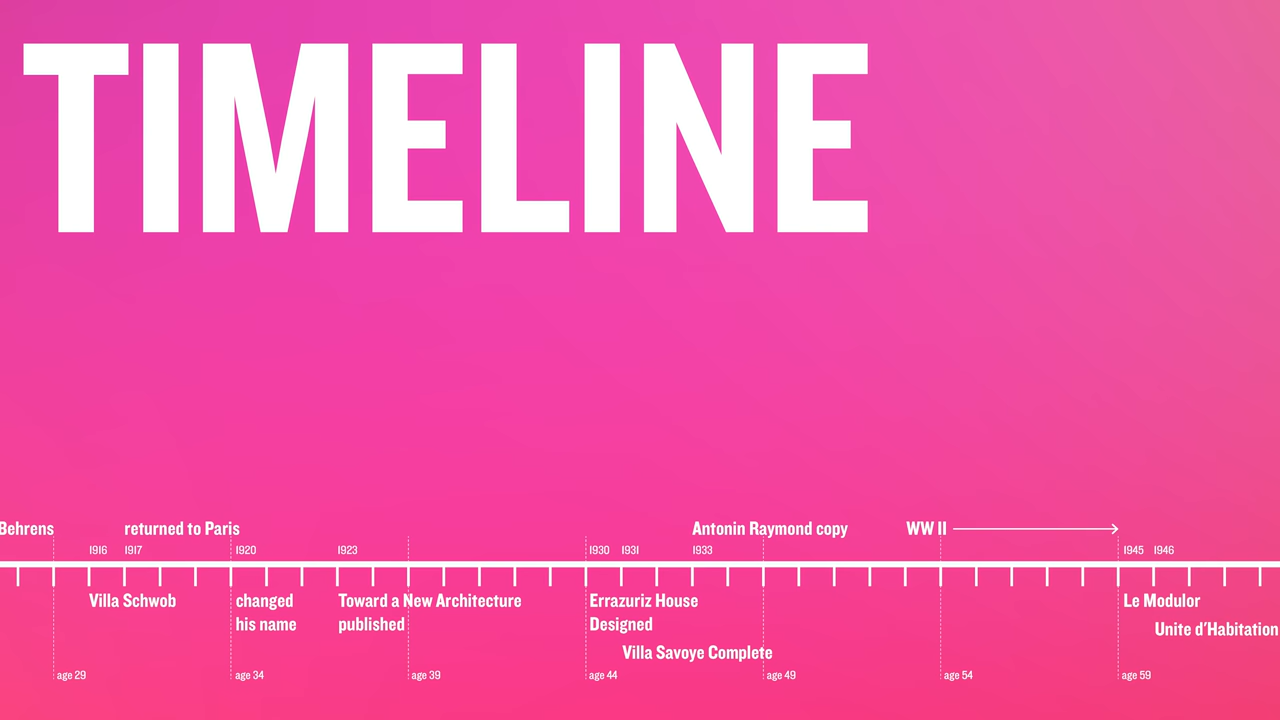 TIMELINE
Behrens
returned to Paris
Antonin Raymond copy
WW II
1916
1917
1920
1923
1930
1931
1933
1945
1946
Villa Schwob
changed
his name
Toward a New Architecture
published
Errazuriz House
Designed
Villa Savoye Complete
Le Modulor
Unite d'Habitation
age 29
age 34
age 39
age 44
age 49
age 54
age 59